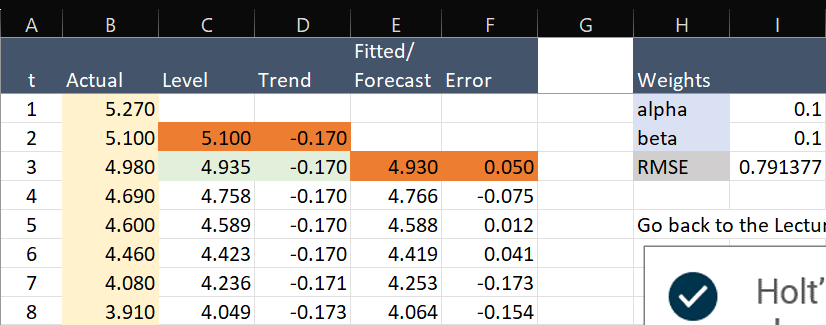 A B C D E F G H I
Fitted/
t Actual Level Trend Forecast Error Weights
1 5.270 alpha 0.1
2 5.100 5.100 -0.170 beta 0.1
3 4.980 4.935 -0.170 4.930 0.050 RMSE 0.791377
4 4.690 4.758 -0.170 4.766 -0.075
5 4.600 4.589 -0.170 4.588 0.012 Go back to the Lectur
6 4.460 4.423 -0.170 4.419 0.041
7 4.080 4.236 -0.171 4.253 -0.173 Holt'
8 3.910 4.049 -0.173 4.064 -0.154